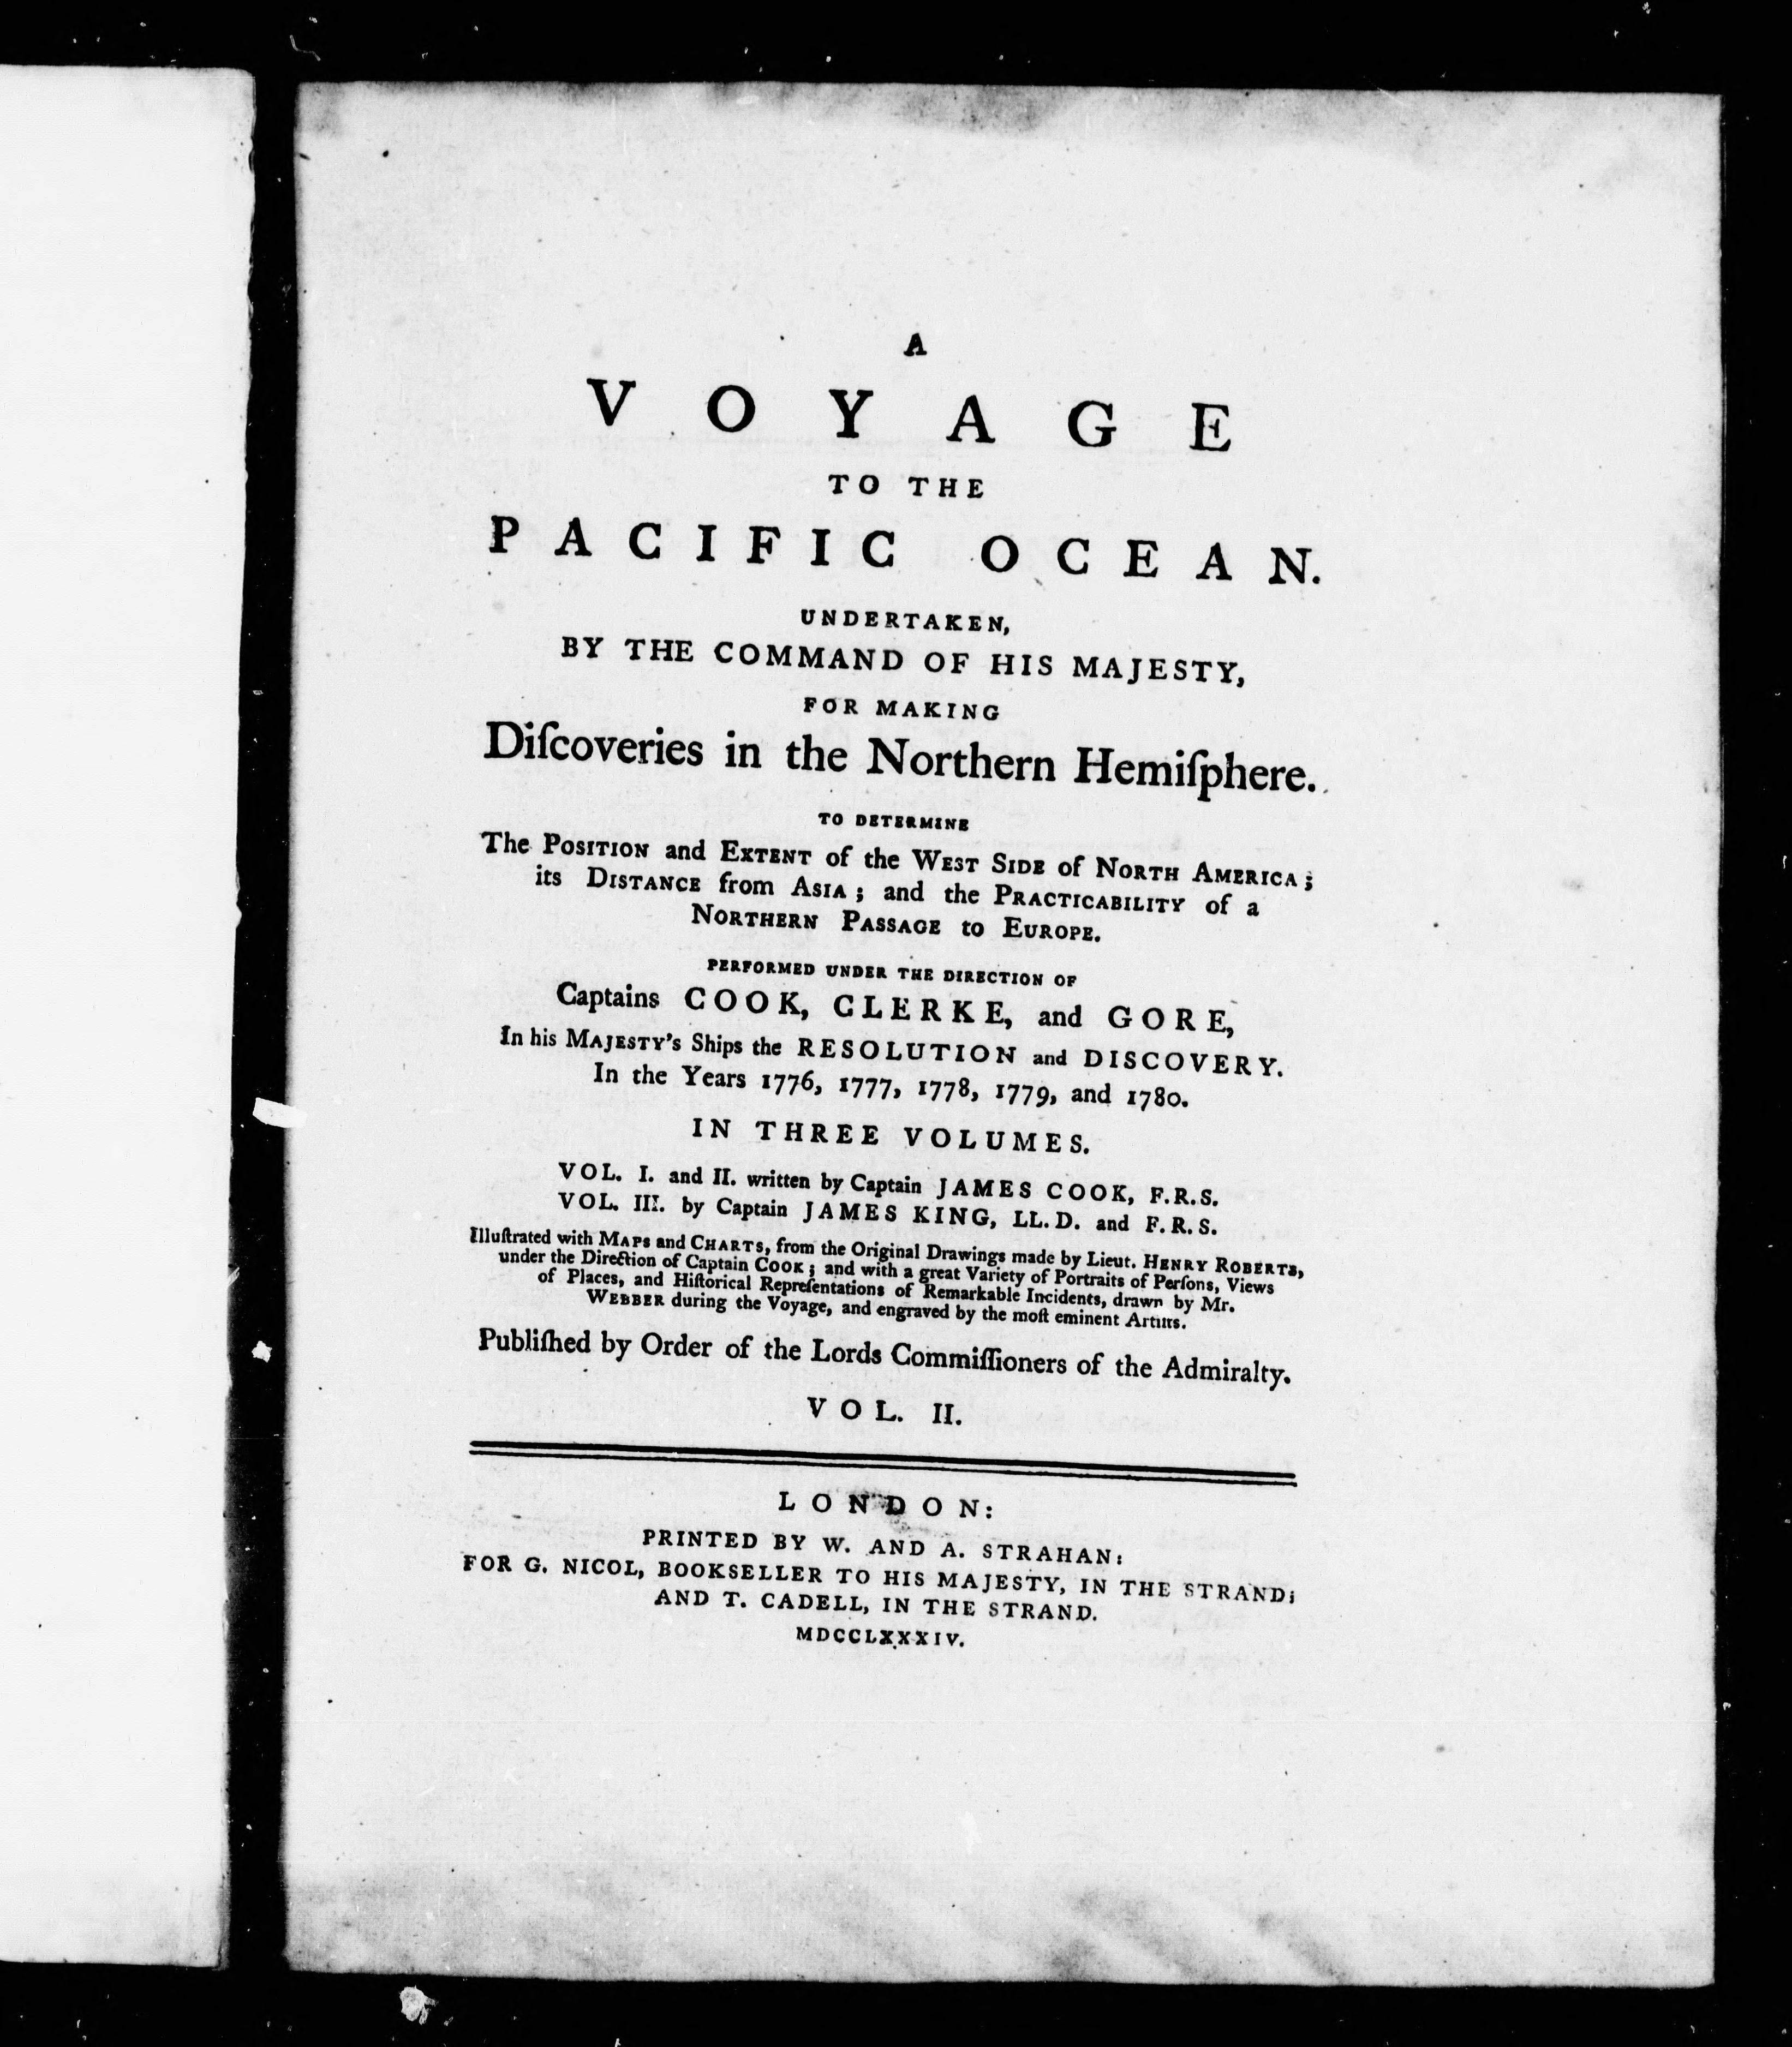 A
VOYAGE
TO THE
PACIFIC OCEAN.
UNDERTAKEN,
BY THE COMMAND OF HIS MAJESTY,
FOR MAKING
Diſcoveries in the Northern Hemiſphere.
TO DETERMINE
The POSITION and EXTENT of the WEST SIDE of NORTH AMERICA;
its DISTANCE from ASIA; and the PRACTICABILITY of a
NORTHERN PASSAGE to EUROPE.
PERFORMED UNDER THE DIRECTION OF
Captains COOK, CLERKE, and GORE,
In his MAJESTY's Ships the RESOLUTION and DISCOVERY.
In the Years 1776, 1777, 1778, 1779, and 1780.
IN THREE VOLUMES.
VOL. I. and II. written by Captain JAMES COOK, F.R.S.
VOL. III. by Captain JAMES KING, LL.D. and F.R.S.
Illuſtrated with MAPS and CHARTS, from the Original Drawings made by Lieut. HENRY ROBERTS,
under the Direction of Captain COOK; and with a great Variety of Portraits of Perſons, Views
of Places, and Hiſtorical Repreſentations of Remarkable Incidents, drawn by Mr.
WEBBER during the Voyage, and engraved by the moſt eminent Artiſts.
Publiſhed by Order of the Lords Commiſſioners of the Admiralty.
VOL. II.
LONDON:
PRINTED BY W. AND A. STRAHAN:
FOR G. NICOL, BOOKSELLER TO HIS MAJESTY, IN THE STRAND;
AND T. CADELL, IN THE STRAND.
MDCCLXXXIV.